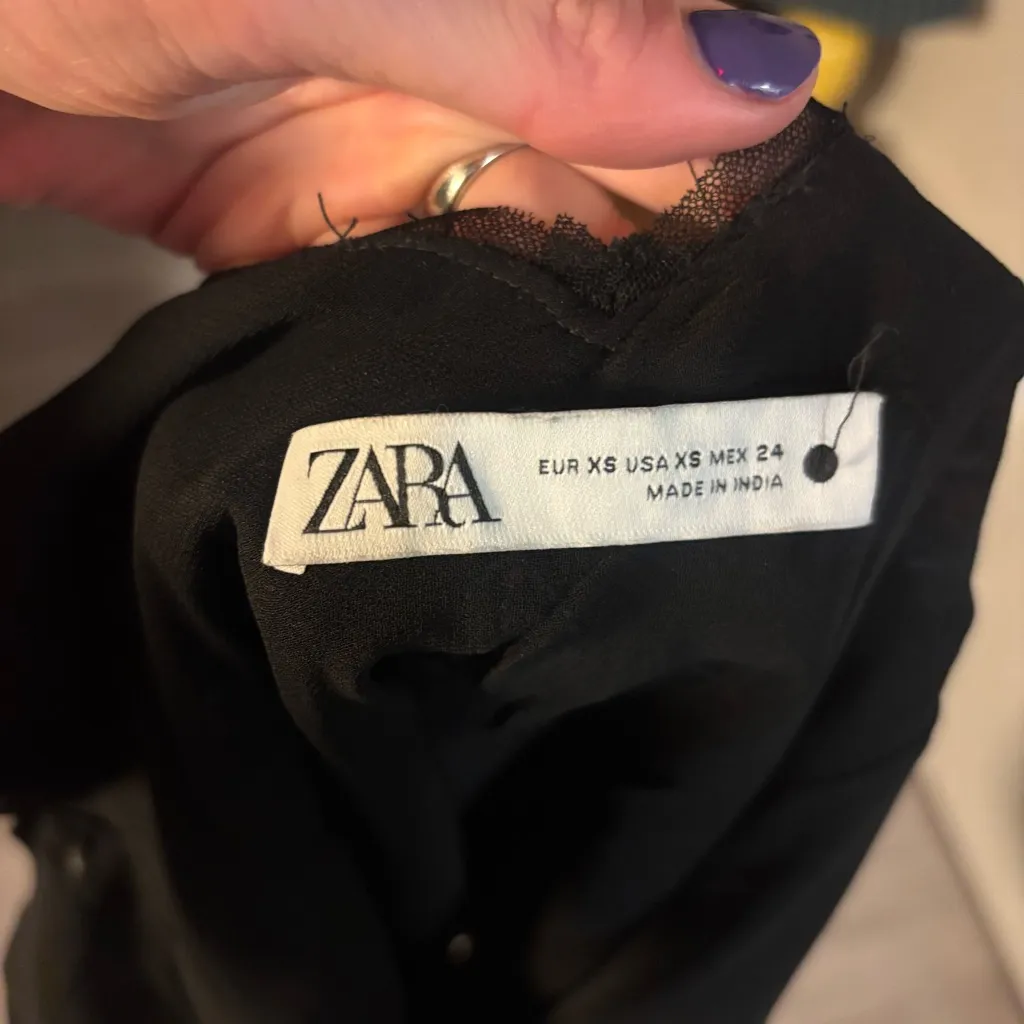 ZARA
EUR XS USA XS MEX 24
MADE IN INDIA